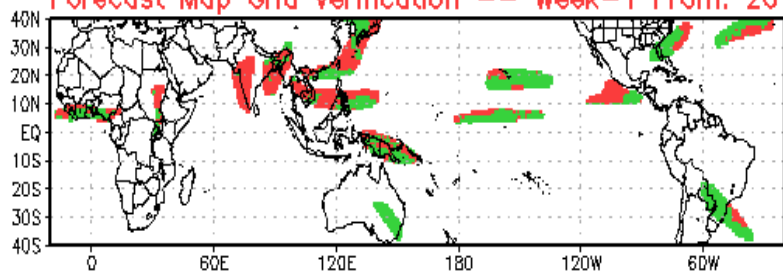 Forecast Map Grid Verification -- Week-1 From: 20
40N
30N
20N
10N
EQ
10S
20S
30S
40S
0 60E 120E 180 120W 60W